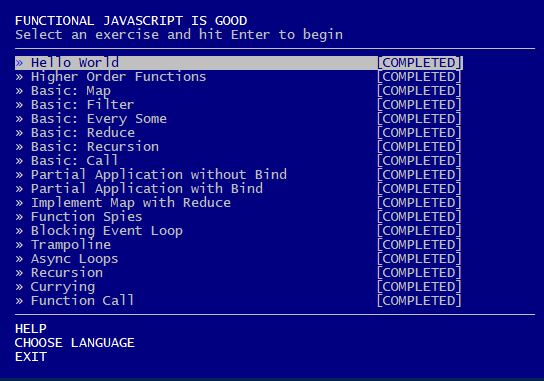 FUNCTIONAL JAVASCRIPT IS GOOD
Select an exercise and hit Enter to begin
» Hello World [COMPLETED]
» Higher Order Functions [COMPLETED]
» Basic: Map [COMPLETED]
» Basic: Filter [COMPLETED]
» Basic: Every Some [COMPLETED]
» Basic: Reduce [COMPLETED]
» Basic: Recursion [COMPLETED]
» Basic: Call [COMPLETED]
» Partial Application without Bind [COMPLETED]
» Partial Application with Bind [COMPLETED]
» Implement Map with Reduce [COMPLETED]
» Function Spies [COMPLETED]
» Blocking Event Loop [COMPLETED]
» Trampoline [COMPLETED]
» Async Loops [COMPLETED]
» Recursion [COMPLETED]
» Currying [COMPLETED]
» Function Call [COMPLETED]
HELP
CHOOSE LANGUAGE
EXIT